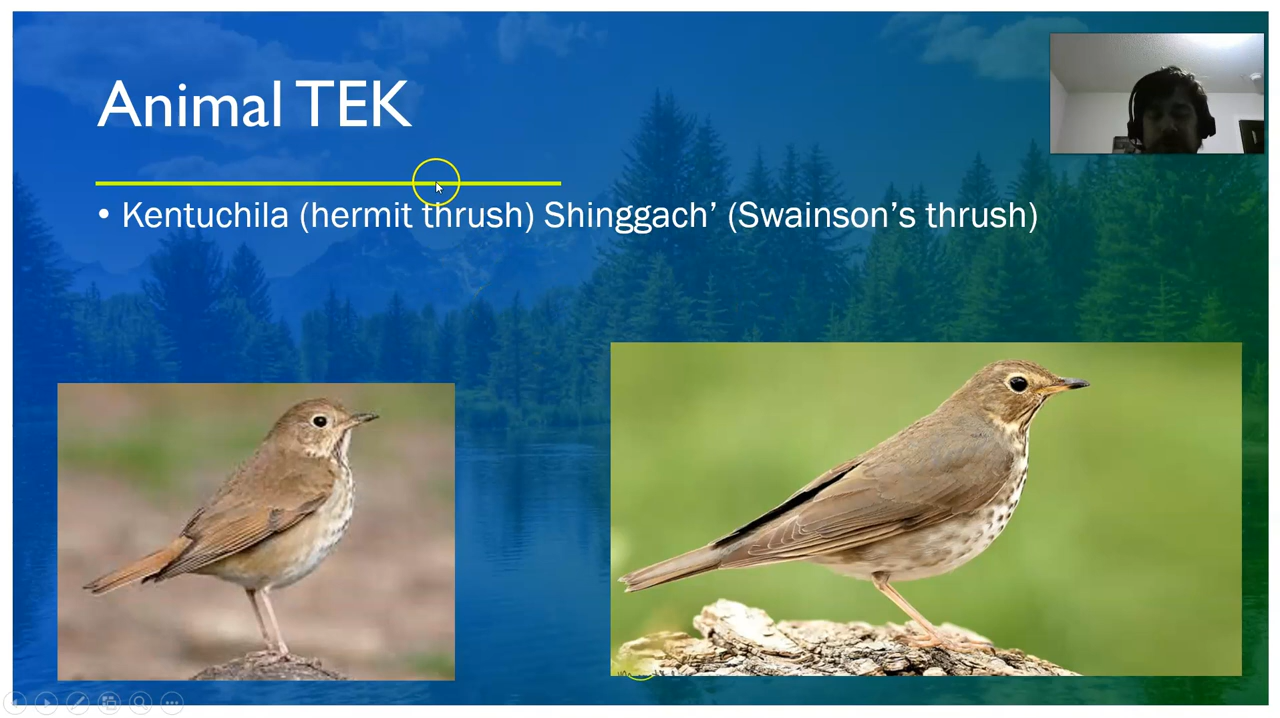 Animal TEK
• Kentuchila (hermit thrush) Shinggach’ (Swainson’s thrush)